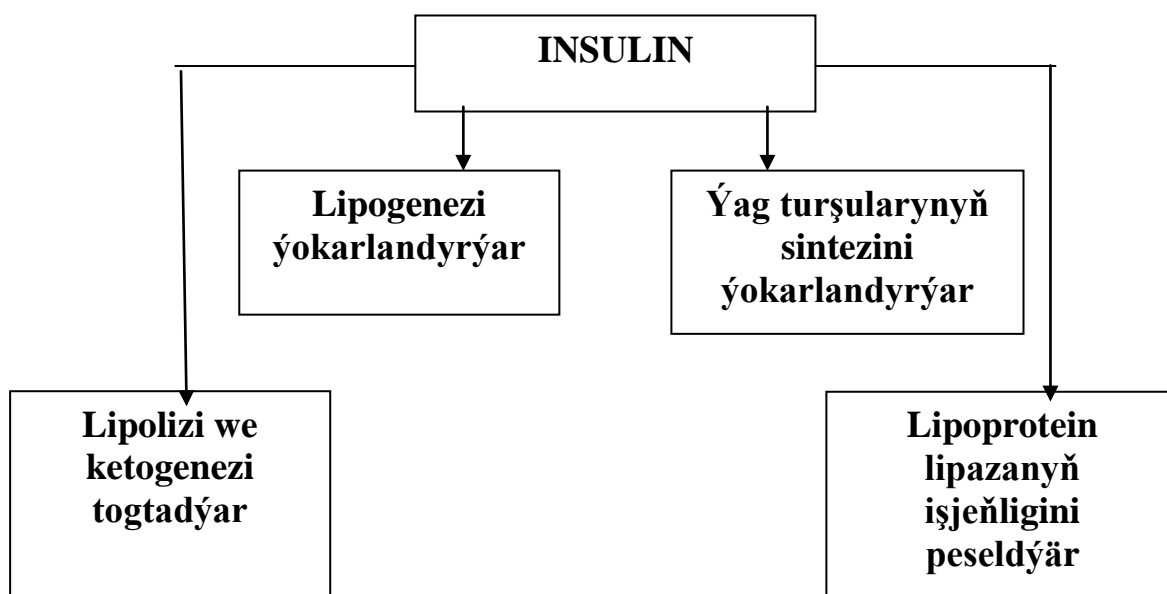 INSULIN
Lipogenezi
ýokarlandyrýar
Ýag turşularynyň
sintezini
ýokarlandyrýar
Lipolizi we
ketogenezi
togtadýar
Lipoprotein
lipazanyň
işjeňligini
peseldýär